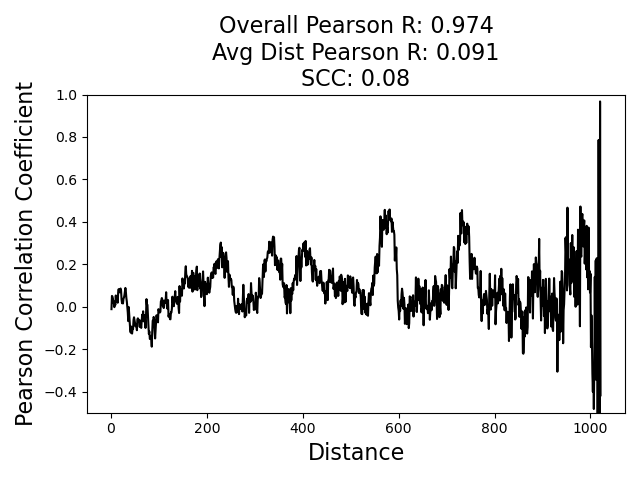 Overall Pearson R: 0.974
Avg Dist Pearson R: 0.091
SCC: 0.08
Pearson Correlation Coefficient
1.0
0.8
0.6
0.4
0.2
0.0
−0.2
−0.4
0 200 400 600 800 1000
Distance